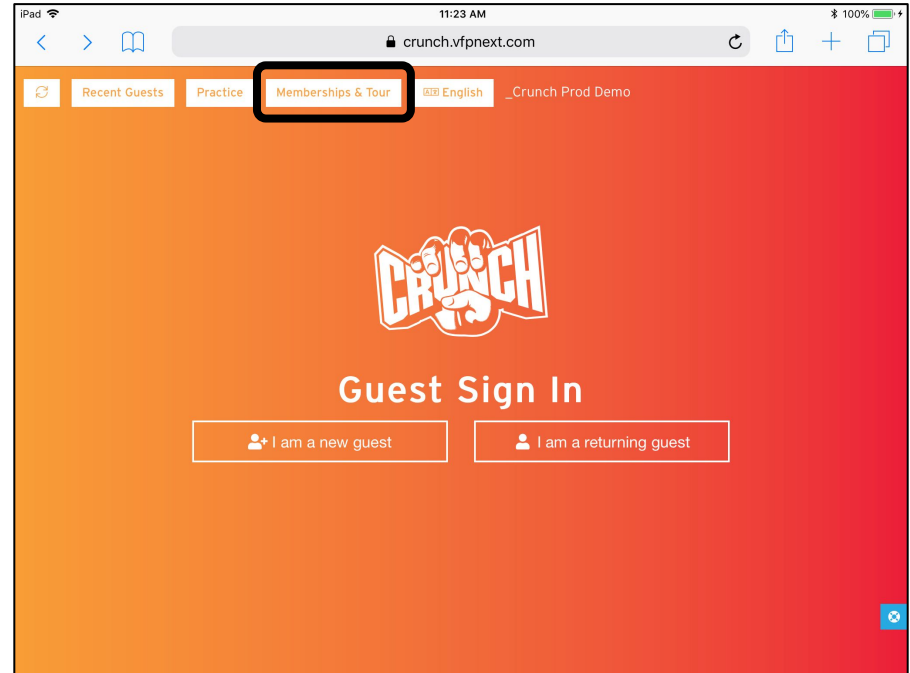 iPad 11:23 AM 100%
crunch.vfpnext.com
Recent Guests Practice Memberships & Tour English _Crunch Prod Demo
CRUNCH
Guest Sign In
I am a new guest I am a returning guest